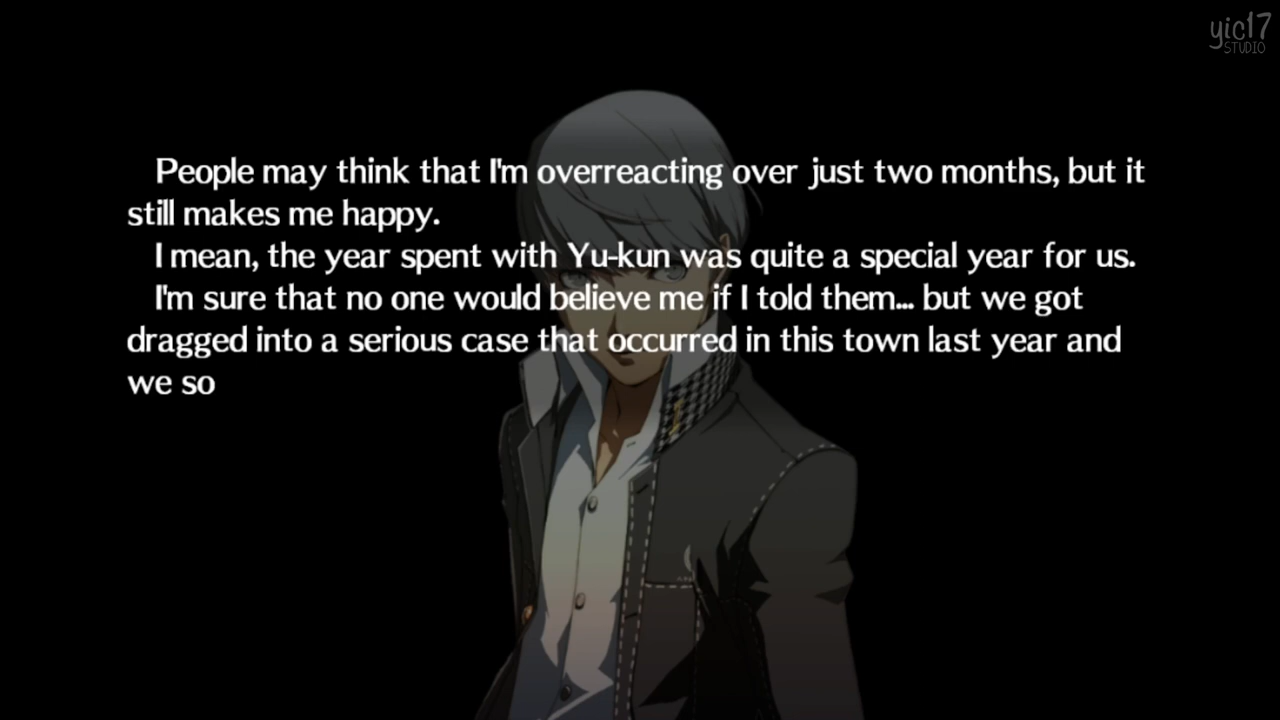 yic17
STUDIO
People may think that I'm overreacting over just two months, but it
still makes me happy.
I mean, the year spent with Yu-kun was quite a special year for us.
I'm sure that no one would believe me if I told them... but we got
dragged into a serious case that occurred in this town last year and
we so